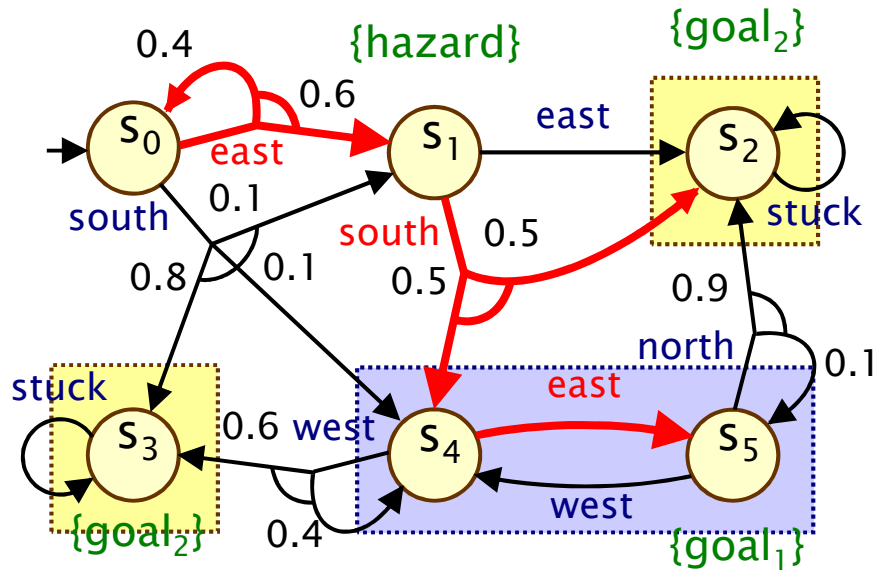 {goal₂}
0.4
{hazard}
0.6
s₀
s₁
east
s₂
east
south
0.1
south
0.5
stuck
0.8
0.1
0.5
0.9
north
0.1
stuck
east
0.6
west
s₃
s₄
s₅
west
0.4
{goal₂}
{goal₁}